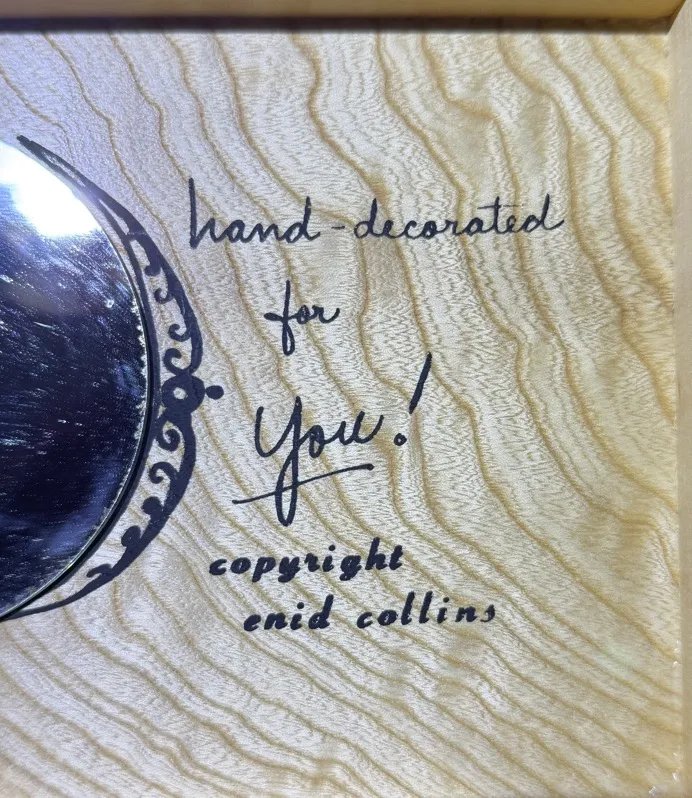 hand-decorated
for
You!
copyright
enid collins